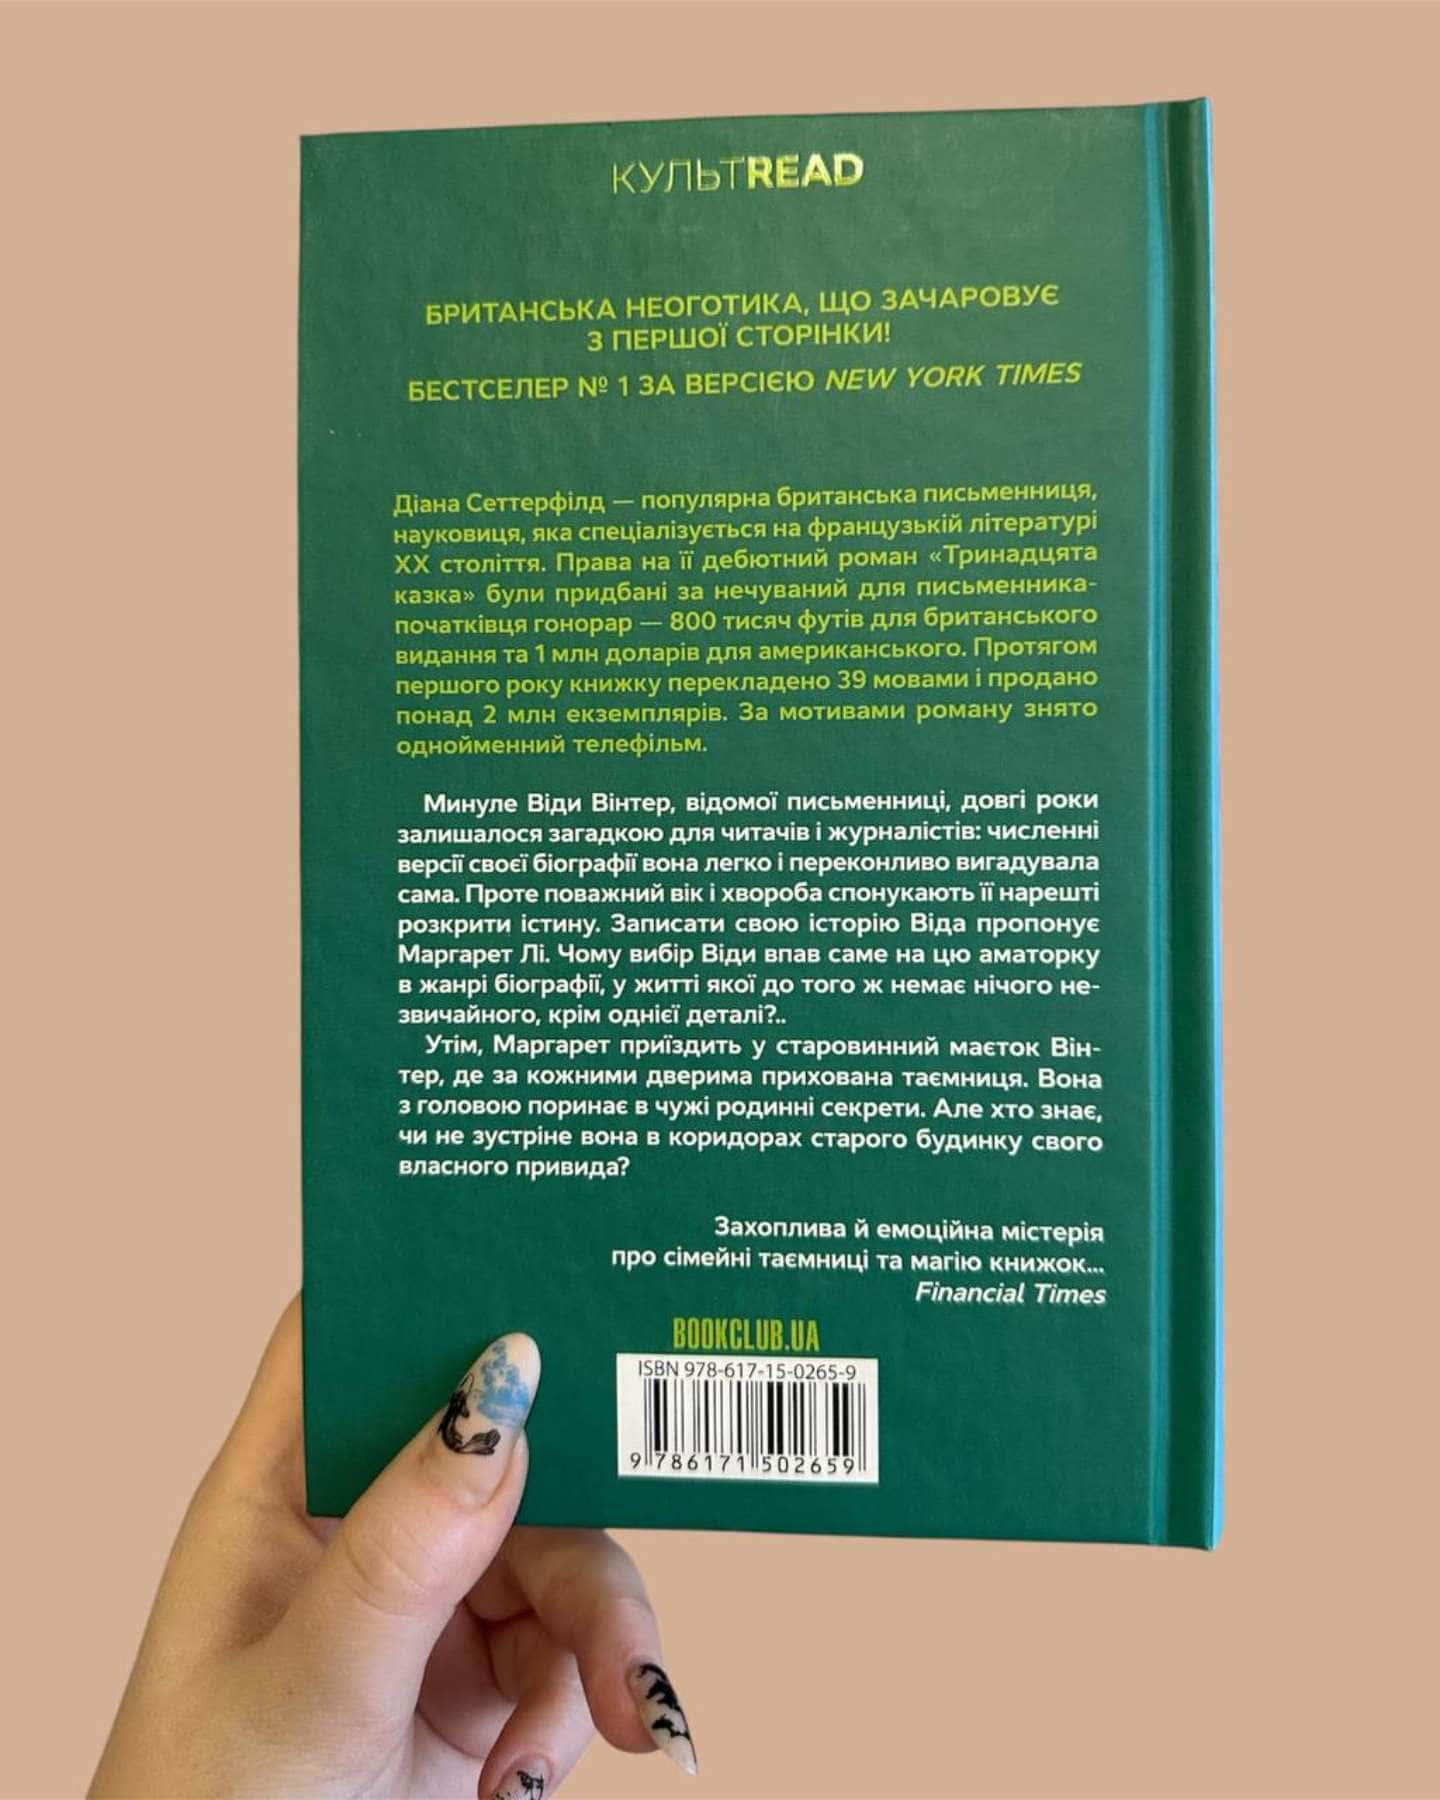 КУЛЬТREAD
БРИТАНСЬКА НЕОГОТИКА, ЩО ЗАЧАРОВУЄ
З ПЕРШОЇ СТОРІНКИ!
БЕСТСЕЛЕР № 1 ЗА ВЕРСІЄЮ NEW YORK TIMES
Діана Сеттерфілд — популярна британська письменниця,
науковиця, яка спеціалізується на французькій літературі
ХХ століття. Права на її дебютний роман «Тринадцята
казка» були придбані за нечуваний для письменника-
початківця гонорар — 800 тисяч футів для британського
видання та 1 млн доларів для американського. Протягом
першого року книжку перекладено 39 мовами і продано
понад 2 млн екземплярів. За мотивами роману знято
однойменний телефільм.
Минуле Віди Вінтер, відомої письменниці, довгі роки
залишалося загадкою для читачів і журналістів: численні
версії своєї біографії вона легко і переконливо вигадувала
сама. Проте поважний вік і хвороба спонукають її нарешті
розкрити істину. Записати свою історію Віда пропонує
Маргарет Лі. Чому вибір Віди впав саме на цю аматорку
в жанрі біографії, у житті якої до того ж немає нічого не-
звичайного, крім однієї деталі?..
Утім, Маргарет приїздить у старовинний маєток Він-
тер, де за кожними дверима прихована таємниця. Вона
з головою поринає в чужі родинні секрети. Але хто знає,
чи не зустріне вона в коридорах старого будинку свого
власного привида?
Захоплива й емоційна містерія
про сімейні таємниці та магію книжок...
Financial Times
BOOKCLUB.UA
ISBN 978-617-15-0265-9
9 786171 502659